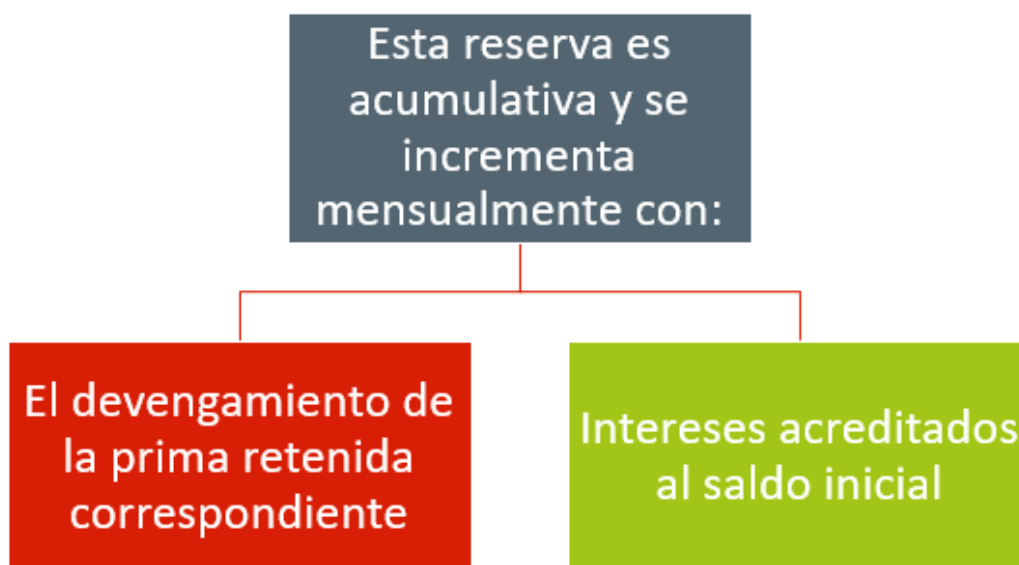 Esta reserva es
acumulativa y se
incrementa
mensualmente con:
El devengamiento de
la prima retenida
correspondiente
Intereses acreditados
al saldo inicial